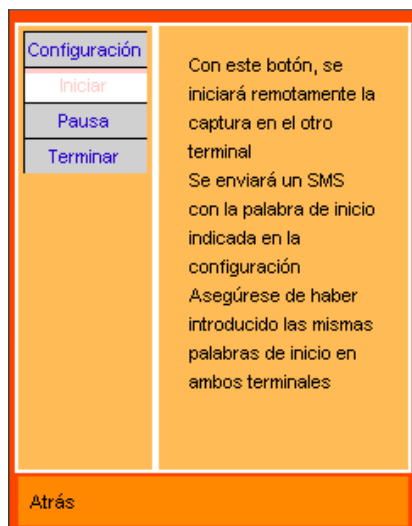 Configuración
Iniciar
Pausa
Terminar
Con este botón, se
iniciará remotamente la
captura en el otro
terminal
Se enviará un SMS
con la palabra de inicio
indicada en la
configuración
Asegúrese de haber
introducido las mismas
palabras de inicio en
ambos terminales
Atrás